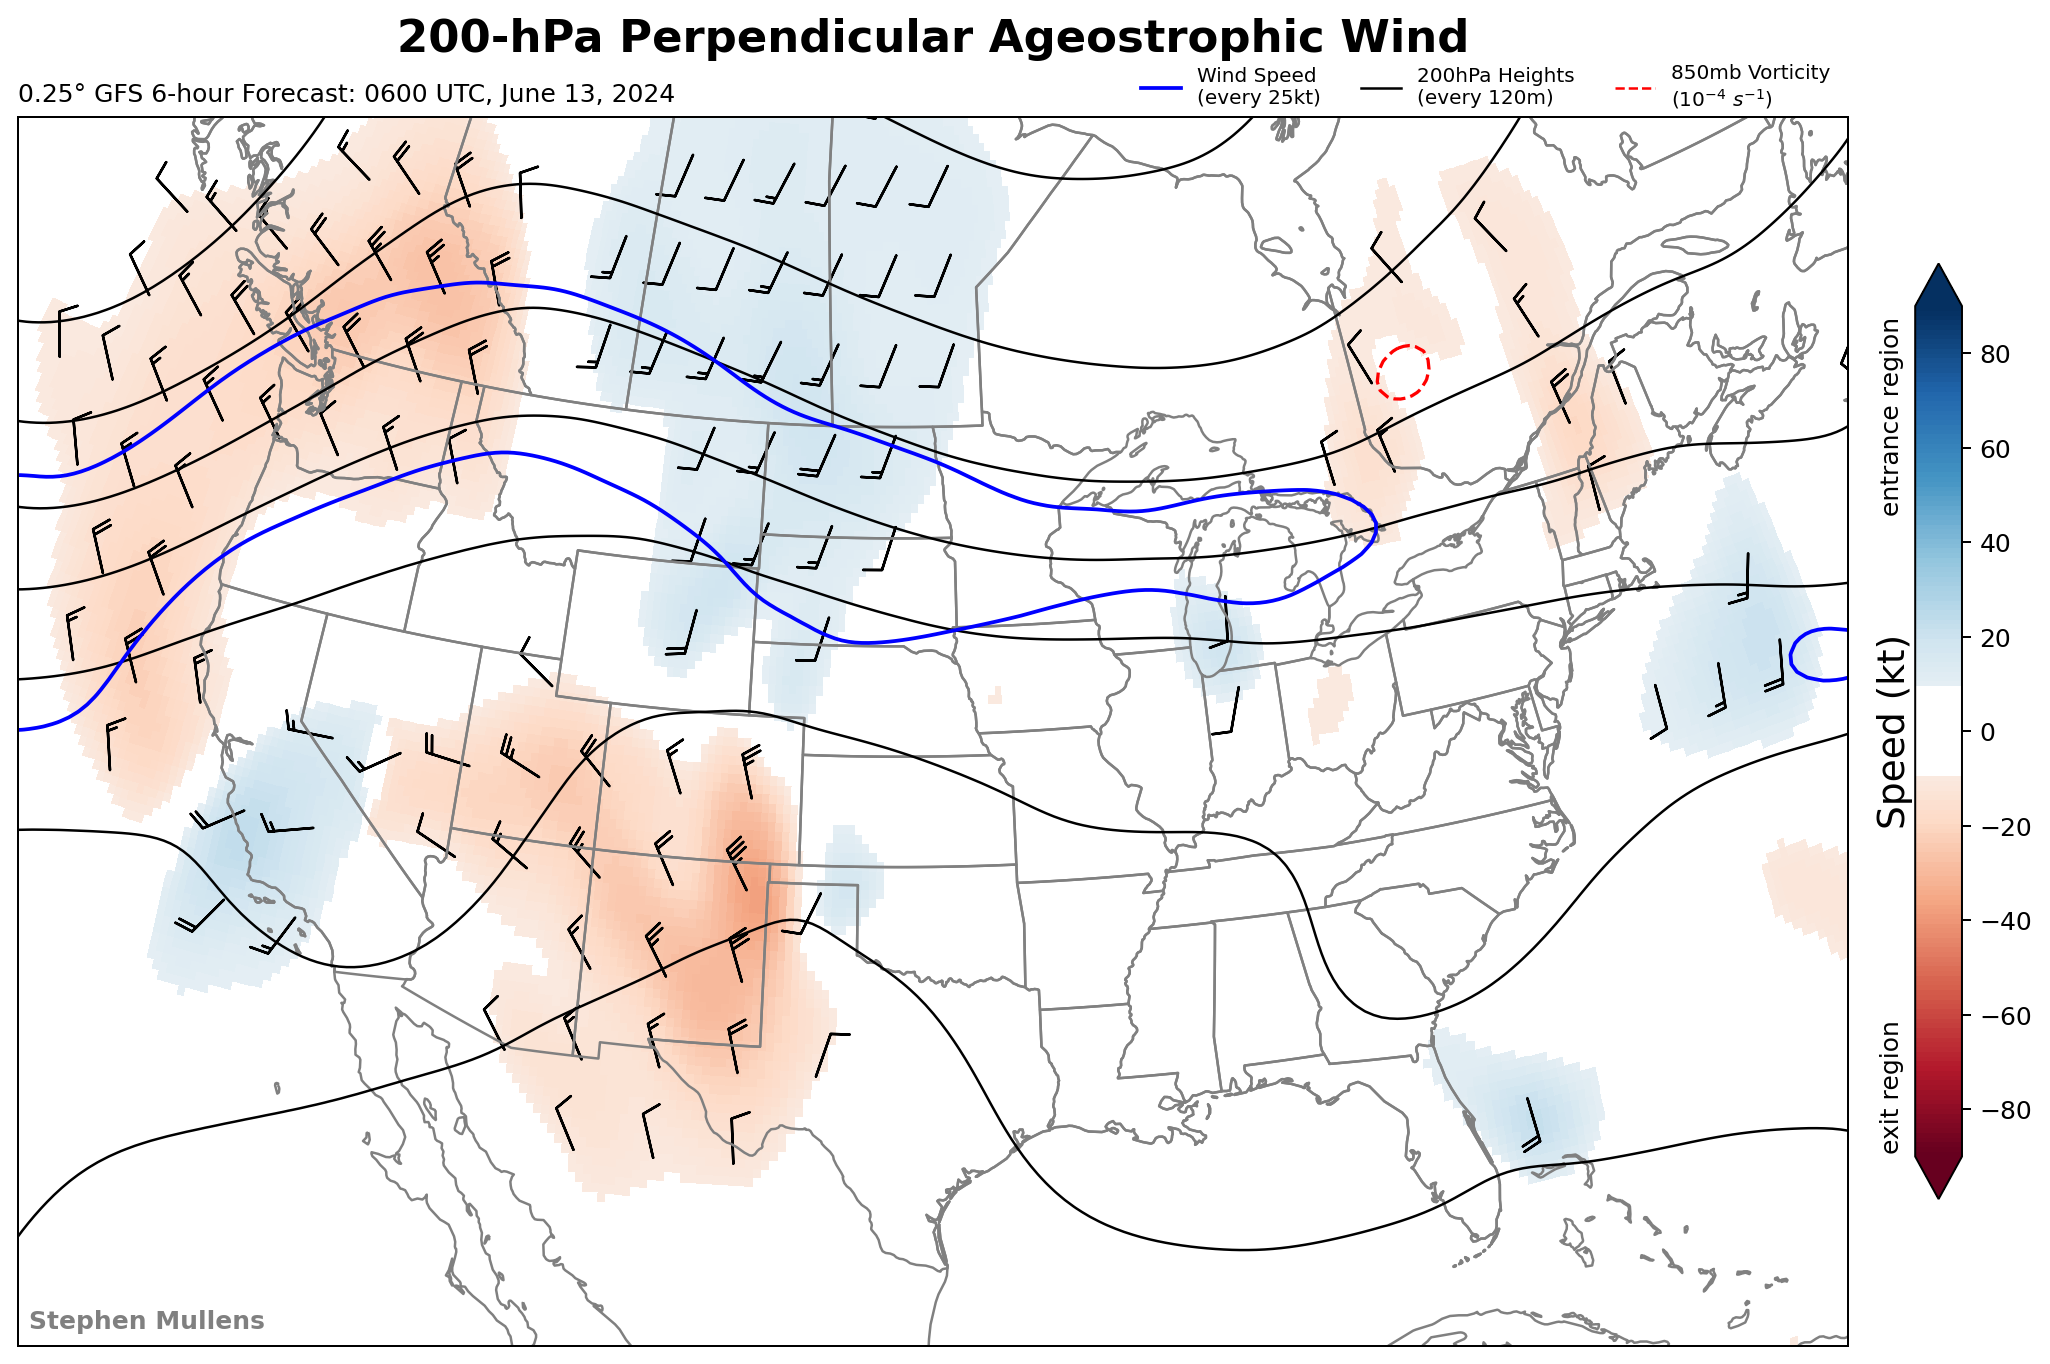 200-hPa Perpendicular Ageostrophic Wind
0.25° GFS 6-hour Forecast: 0600 UTC, June 13, 2024
Wind Speed
(every 25kt)
200hPa Heights
(every 120m)
850mb Vorticity
(10⁻⁴ s⁻¹)
entrance region
Speed (kt)
exit region
80
60
40
20
0
−20
−40
−60
−80
Stephen Mullens